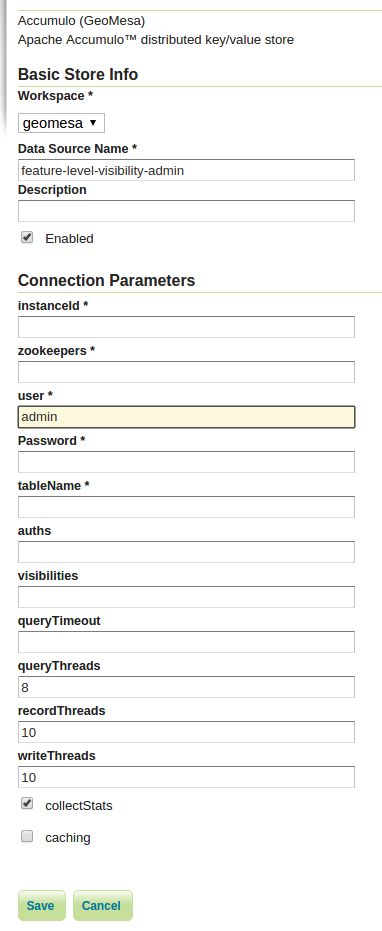 Accumulo (GeoMesa)
Apache Accumulo™ distributed key/value store
Basic Store Info
Workspace *
geomesa
Data Source Name *
feature-level-visibility-admin
Description
Enabled
Connection Parameters
instanceId *
zookeepers *
user *
admin
Password *
tableName *
auths
visibilities
queryTimeout
queryThreads
8
recordThreads
10
writeThreads
10
collectStats
caching
Save Cancel